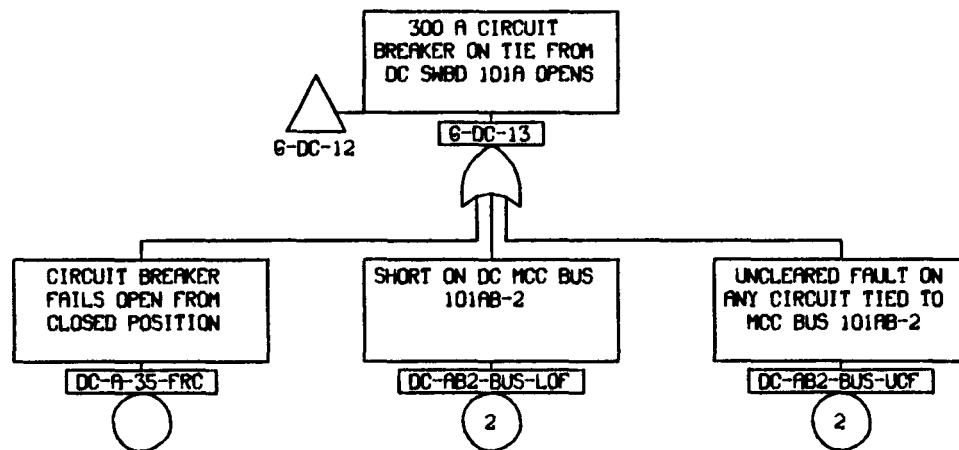 300 A CIRCUIT
BREAKER ON TIE FROM
DC SWBD 101A OPENS
G-DC-12
G-DC-13
CIRCUIT BREAKER
FAILS OPEN FROM
CLOSED POSITION
DC-A-35-FRC
SHORT ON DC MCC BUS
101AB-2
DC-AB2-BUS-LOF
2
UNCLEARED FAULT ON
ANY CIRCUIT TIED TO
MCC BUS 101AB-2
DC-AB2-BUS-UCF
2